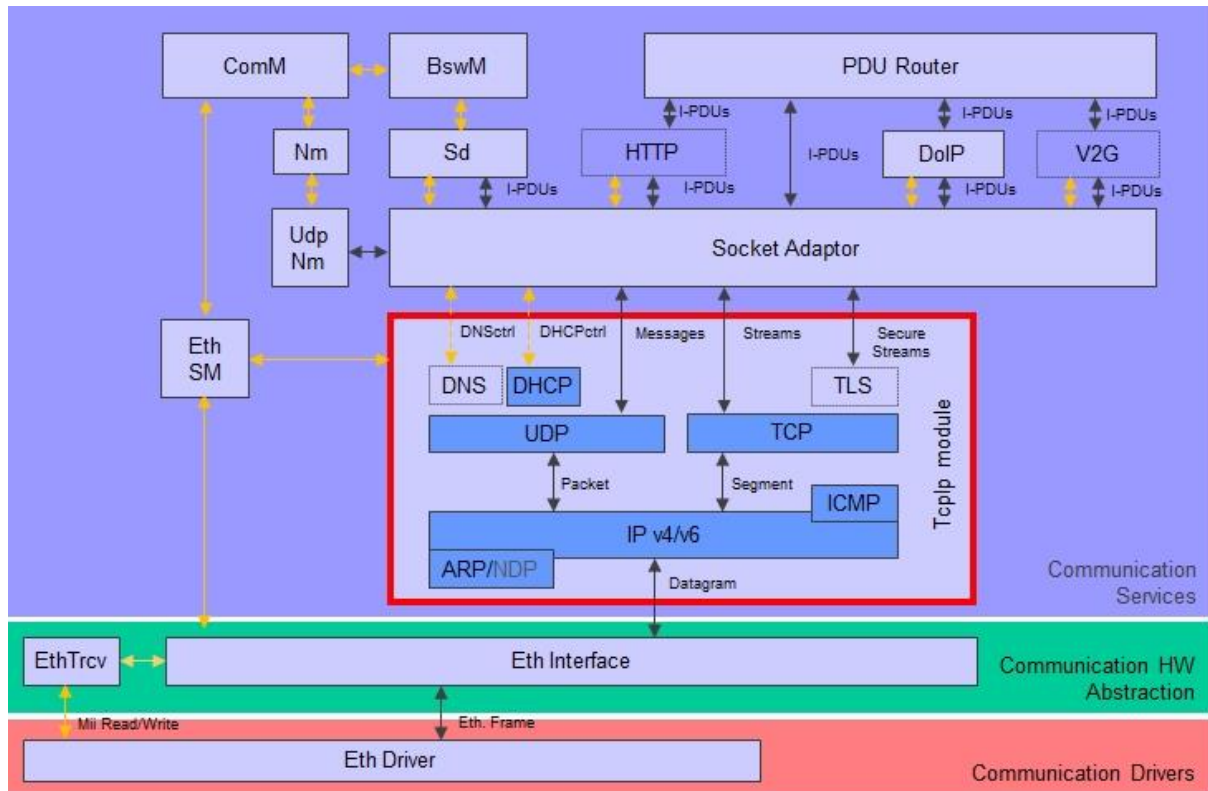 ComM
BswM
PDU Router
I-PDUs
I-PDUs
I-PDUs
Nm
Sd
HTTP
I-PDUs
DoIP
V2G
I-PDUs
I-PDUs
I-PDUs
I-PDUs
Udp
Nm
Socket Adaptor
DNSctrl
DHCPctrl
Messages
Streams
Secure
Streams
Eth
SM
DNS
DHCP
TLS
UDP
TCP
Packet
Segment
ICMP
IP v4/v6
ARP/NDP
Datagram
TcpIp module
Communication
Services
EthTrcv
Eth Interface
Communication HW
Abstraction
Mii Read/Write
Eth. Frame
Eth Driver
Communication Drivers